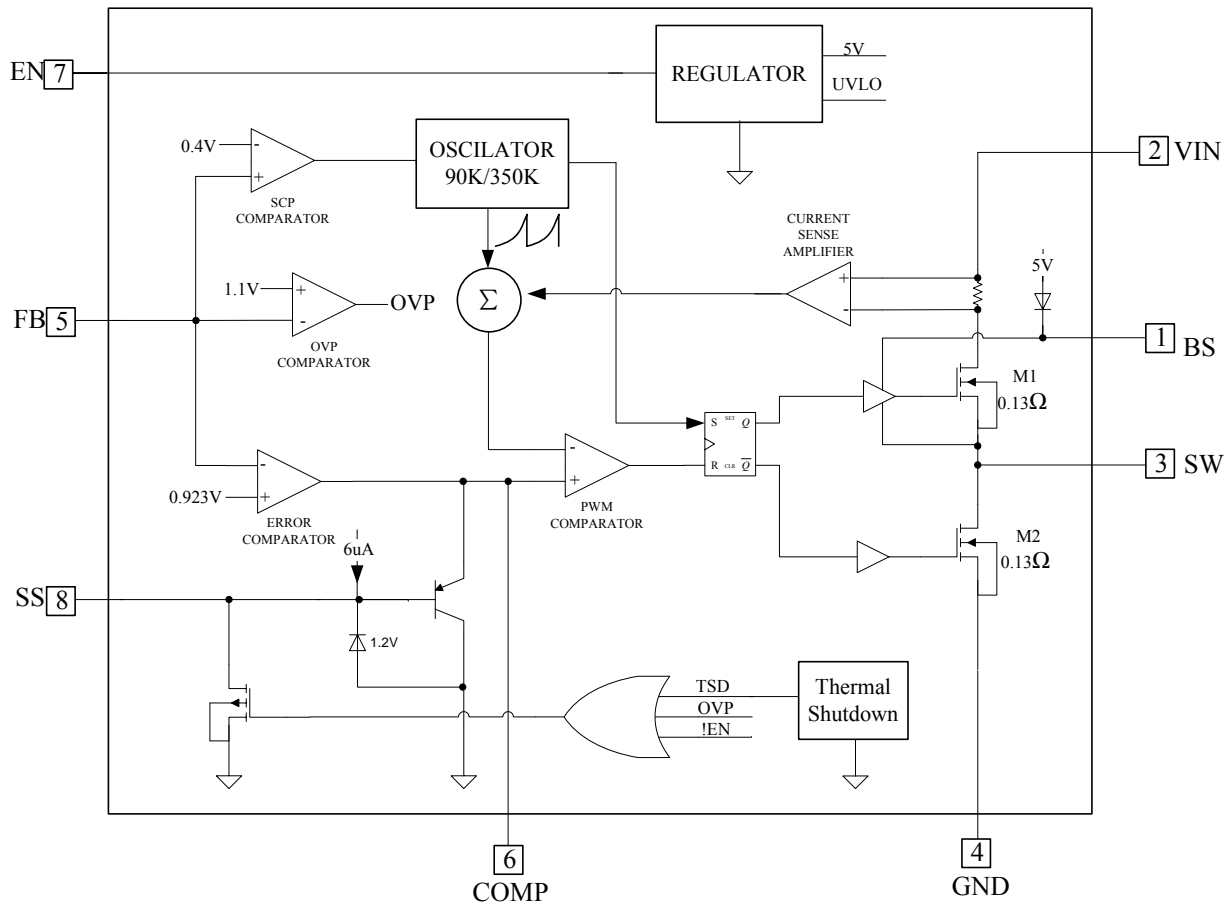 EN 7
REGULATOR
5V
UVLO
0.4V
-
+
SCP
COMPARATOR
OSCILATOR
90K/350K
2 VIN
CURRENT
SENSE
AMPLIFIER
+
-
5V
1.1V
+
-
OVP
OVP
COMPARATOR
Σ
FB 5
1 BS
M1
0.13Ω
S SET Q
R CLR Q̅
-
+
PWM
COMPARATOR
3 SW
-
0.923V
+
ERROR
COMPARATOR
M2
0.13Ω
6uA
SS 8
1.2V
TSD
OVP
!EN
Thermal
Shutdown
6
COMP
4
GND